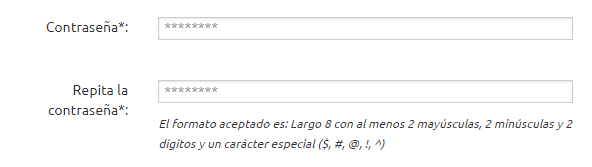 Contraseña*:
********
Repita la
contraseña*:
********
El formato aceptado es: Largo 8 con al menos 2 mayúsculas, 2 minúsculas y 2
dígitos y un carácter especial ($, #, @, !, ^)